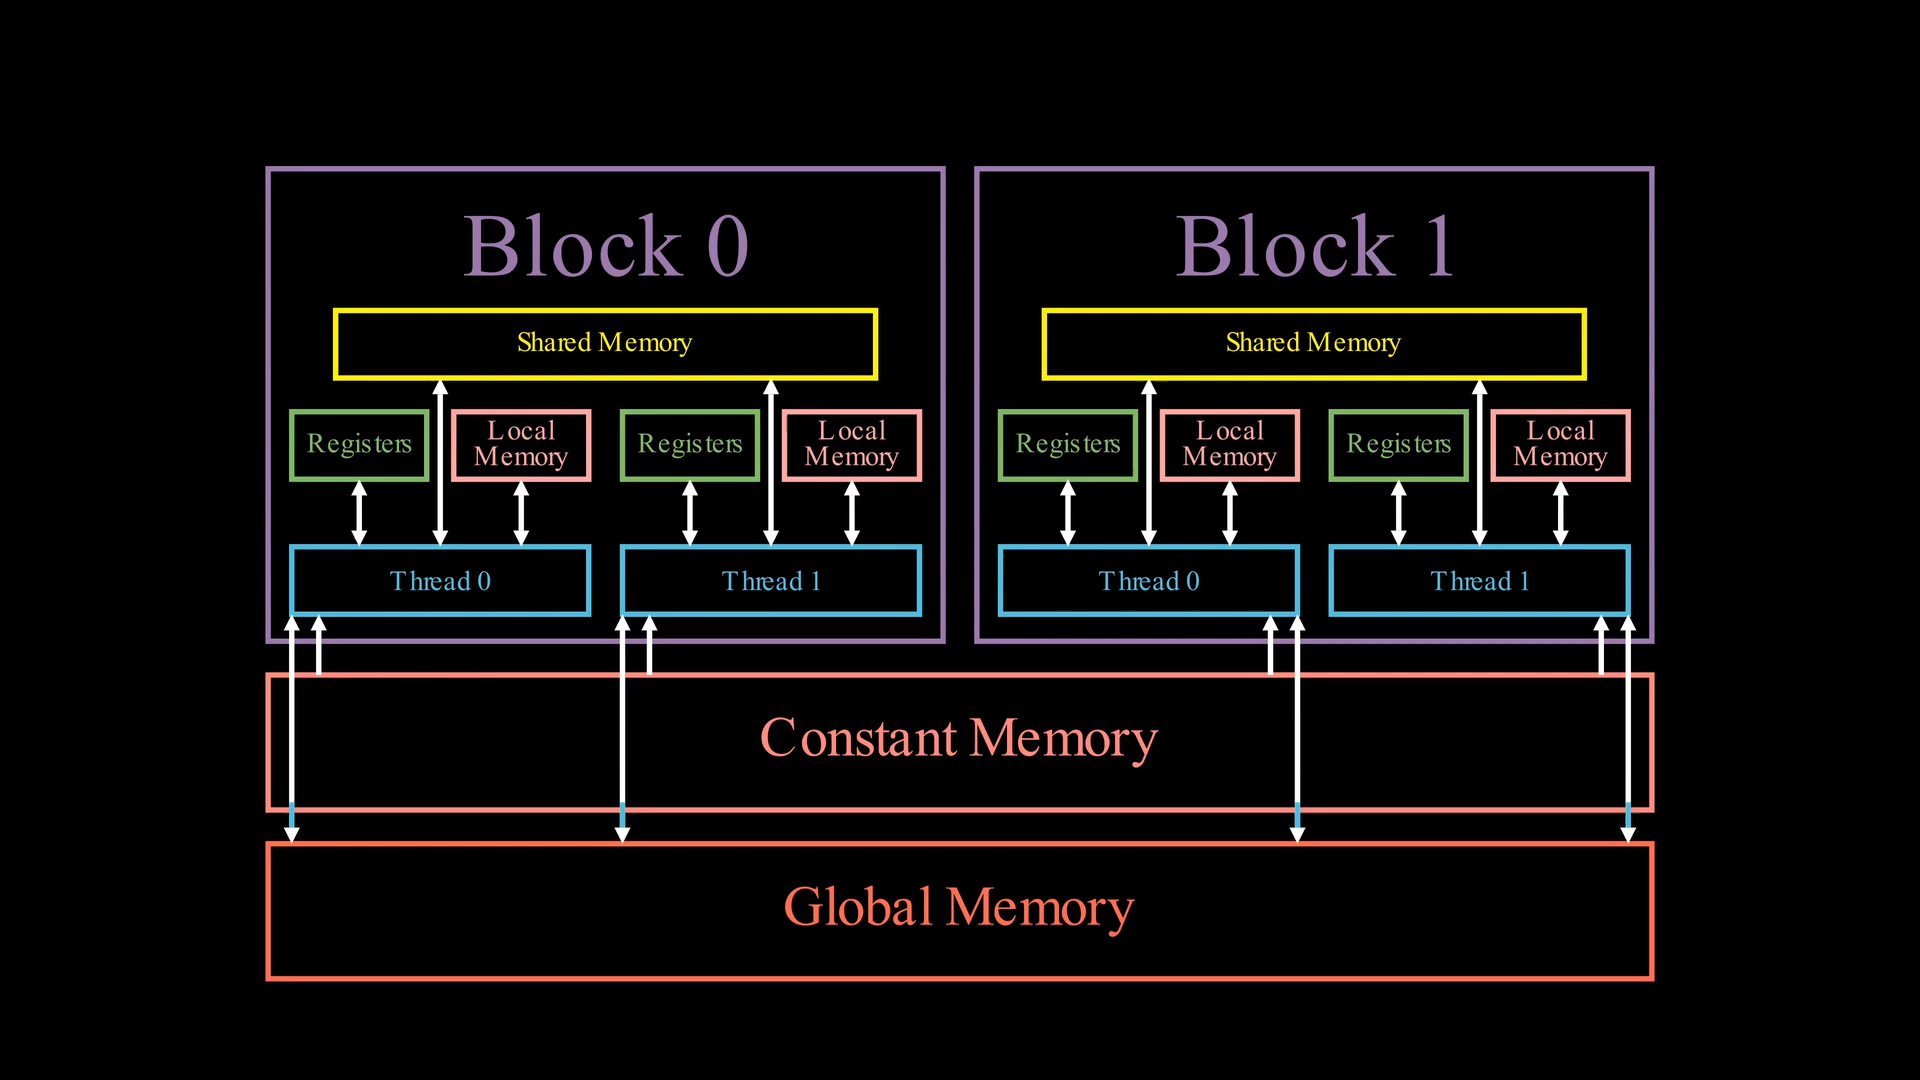 Block 0
Shared Memory
Registers
Local
Memory
Registers
Local
Memory
Thread 0
Thread 1
Block 1
Shared Memory
Registers
Local
Memory
Registers
Local
Memory
Thread 0
Thread 1
Constant Memory
Global Memory